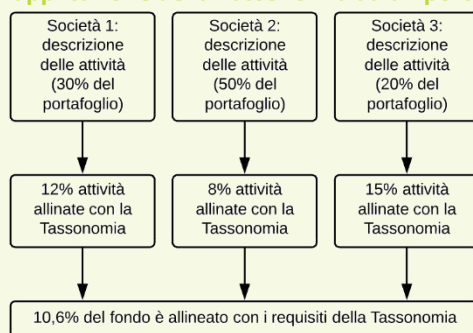 Società 1:
descrizione
delle attività
(30% del
portafoglio)
Società 2:
descrizione
delle attività
(50% del
portafoglio)
Società 3:
descrizione
delle attività
(20% del
portafoglio)
12% attività
allinate con la
Tassonomia
8% attività
allinate con la
Tassonomia
15% attività
allinate con la
Tassonomia
10,6% del fondo è allineato con i requisiti della Tassonomia